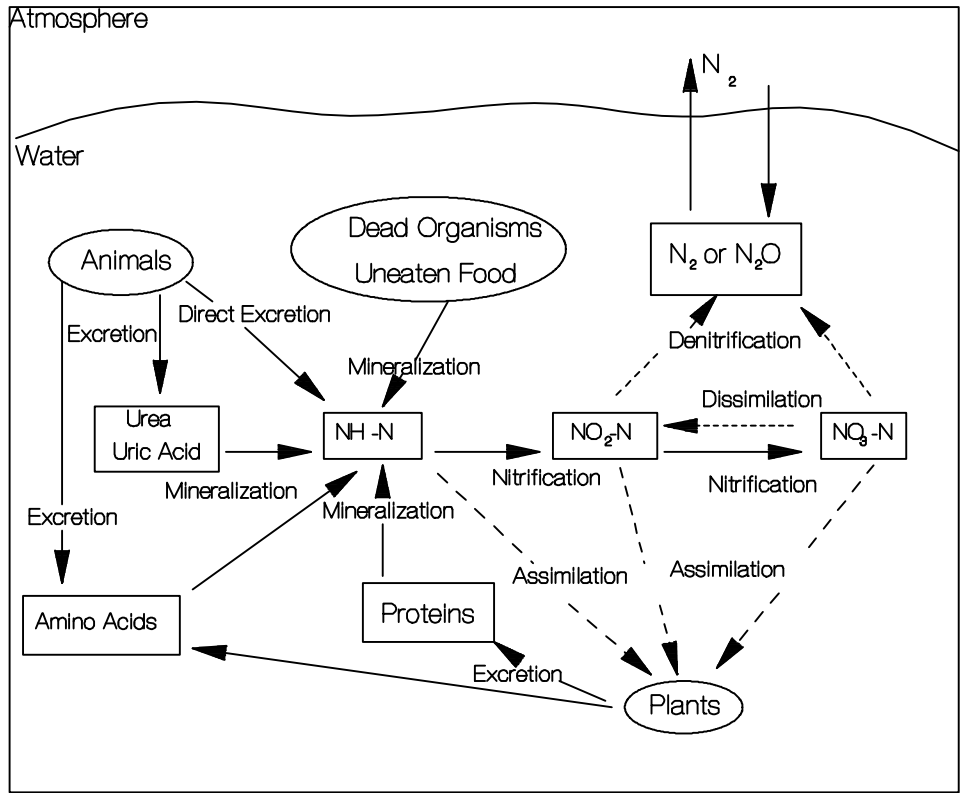 Atmosphere
N2
Water
Dead Organisms
Uneaten Food
Animals
N2 or N2O
Direct Excretion
Excretion
Denitrification
Mineralization
Dissimilation
Urea
Uric Acid
NH -N
NO2-N
NO3-N
Mineralization
Nitrification
Nitrification
Excretion
Mineralization
Assimilation
Assimilation
Amino Acids
Proteins
Excretion
Plants